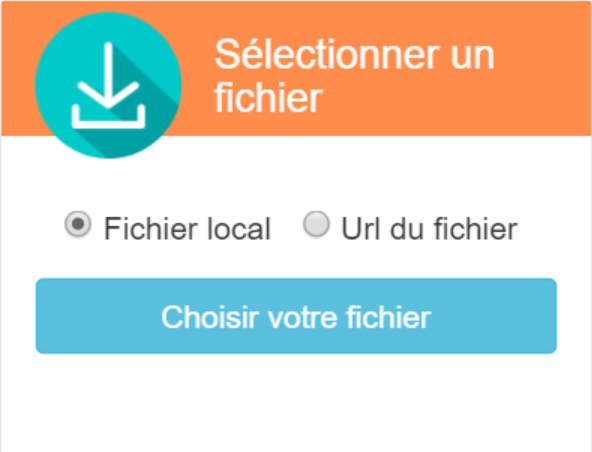 Sélectionner un
fichier
Fichier local Url du fichier
Choisir votre fichier